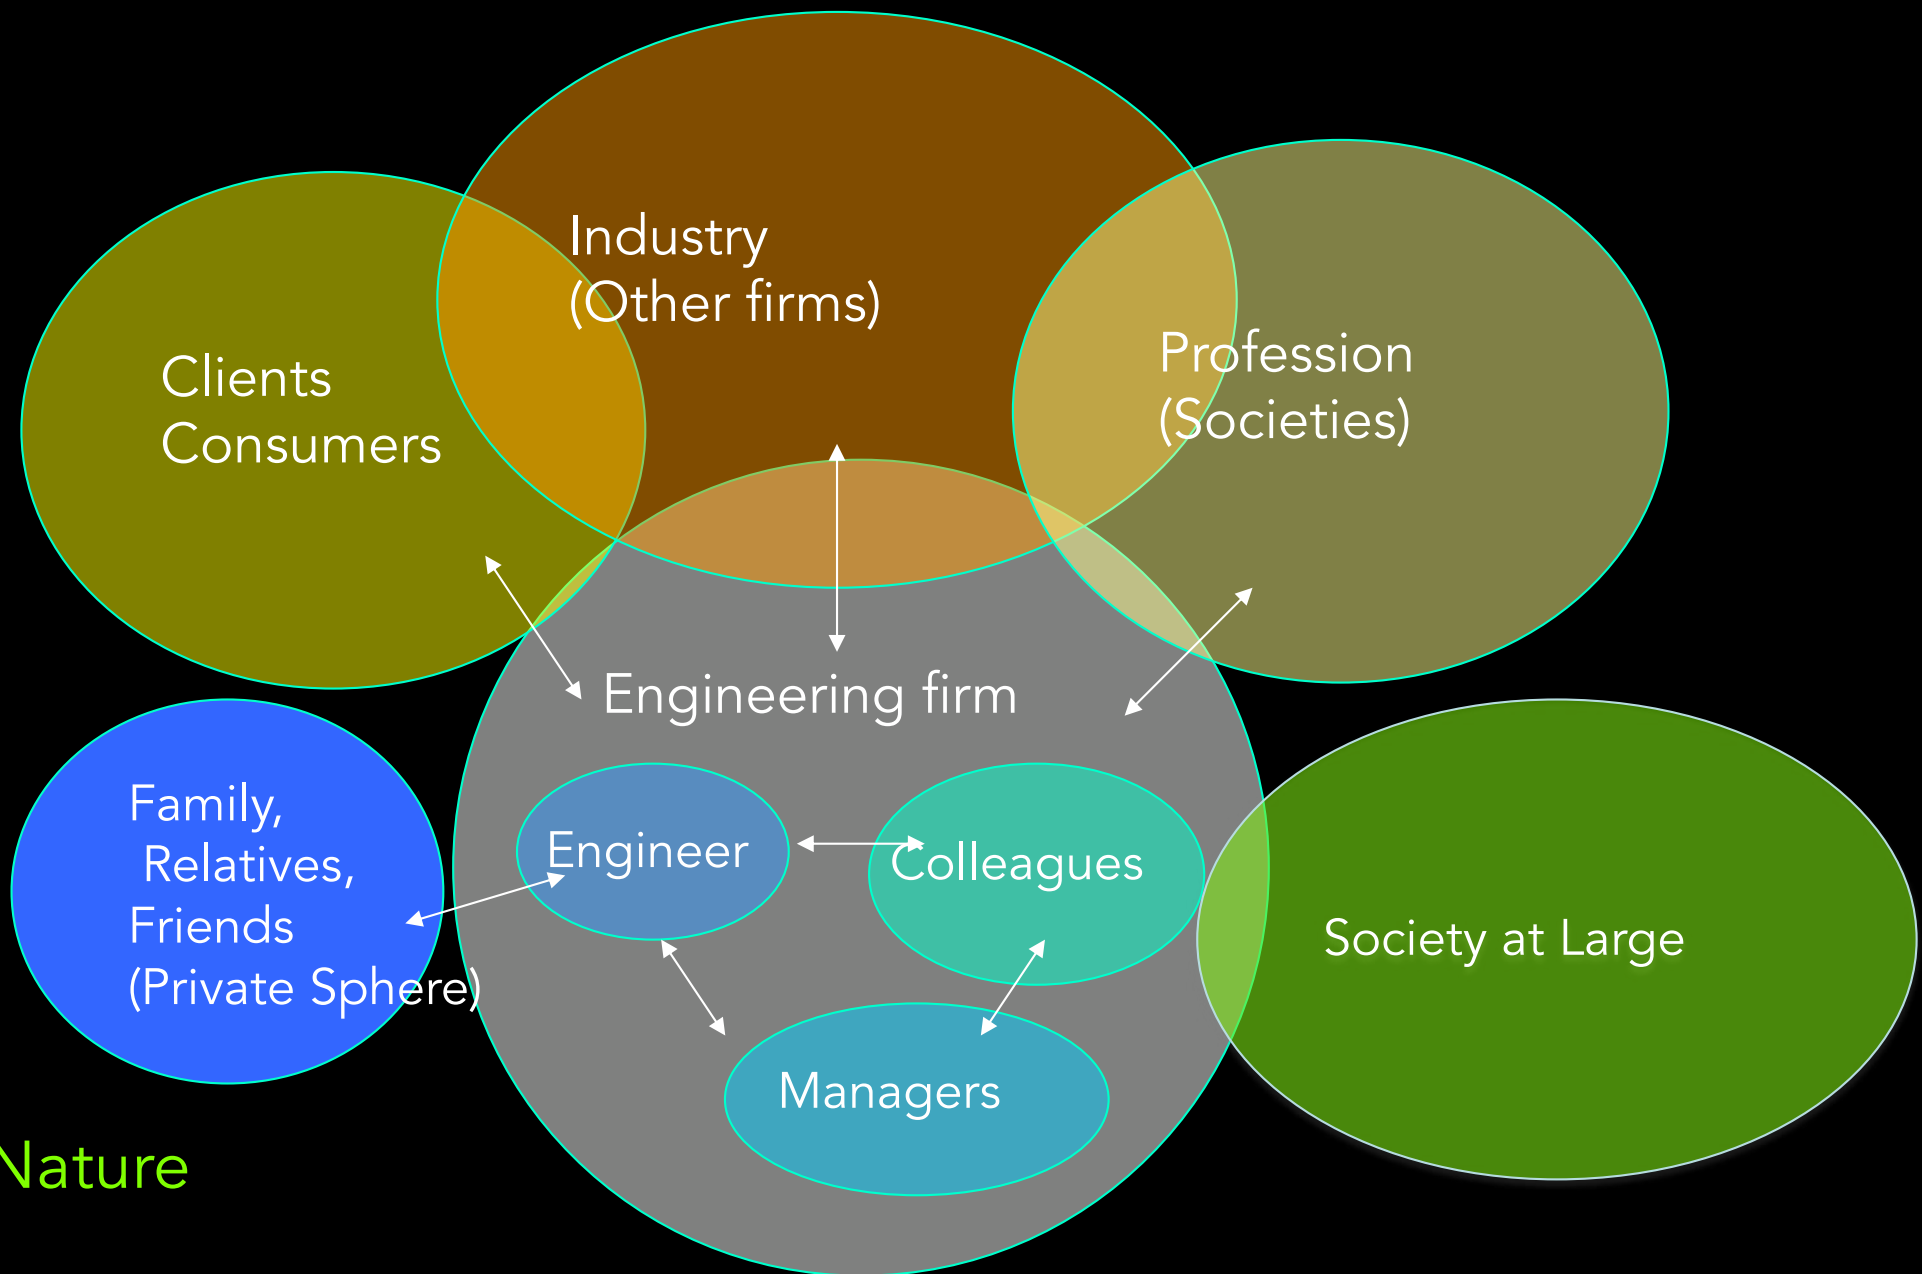 Industry
(Other firms)
Clients
Consumers
Profession
(Societies)
Engineering firm
Family,
Relatives,
Friends
(Private Sphere)
Engineer
Colleagues
Society at Large
Managers
Nature